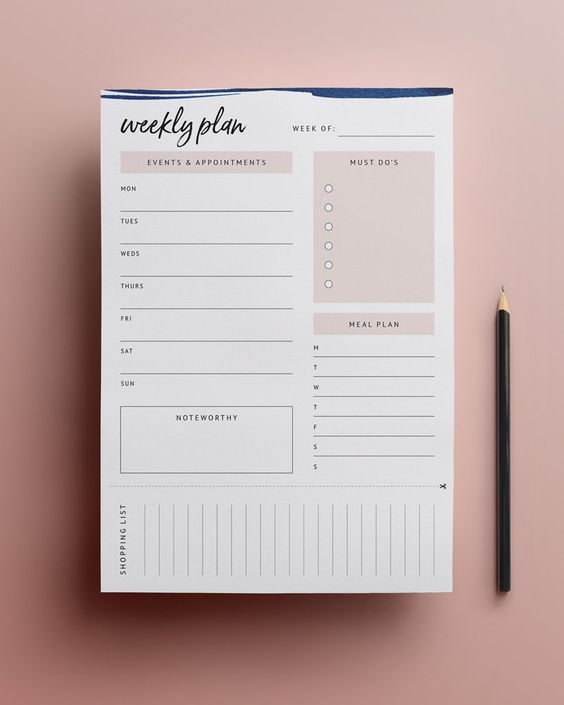 weekly plan
WEEK OF:
EVENTS & APPOINTMENTS
MON
TUES
WEDS
THURS
FRI
SAT
SUN
NOTEWORTHY
MUST DO'S
MEAL PLAN
M
T
W
T
F
S
S
SHOPPING LIST